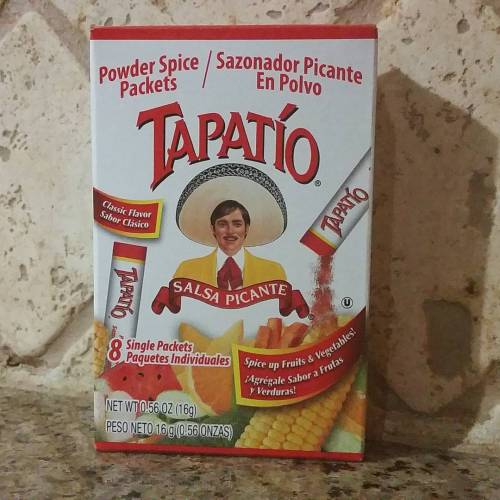 Powder Spice Packets / Sazonador Picante En Polvo
TAPATÍO®
Classic Flavor
Sabor Clásico
TAPATÍO
TAPATÍO
SALSA PICANTE®
U
8 Single Packets
Paquetes Individuales
Spice up Fruits & Vegetables!
¡Agrégale Sabor a Frutas
y Verduras!
NET WT 0.56 OZ (16g)
PESO NETO 16 g (0.56 ONZAS)